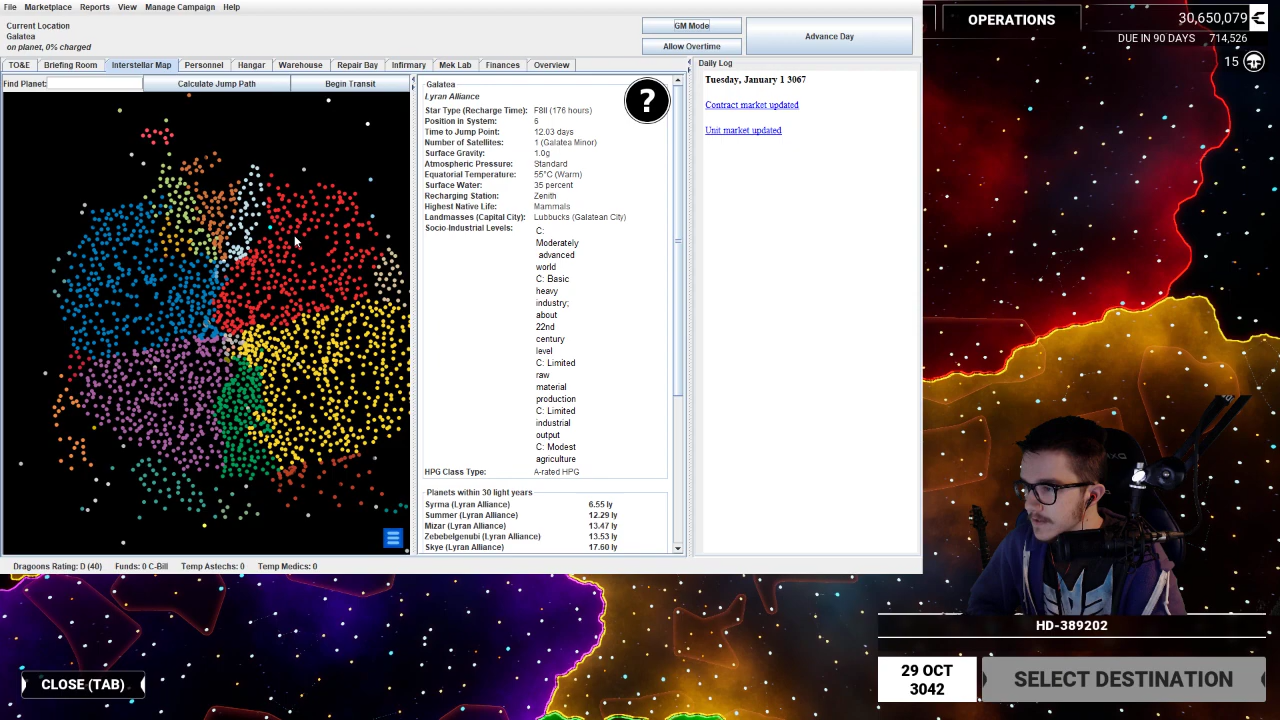 File Marketplace Reports View Manage Campaign Help
Current Location
Galatea
on planet, 0% charged
GM Mode
Allow Overtime
Advance Day
OPERATIONS
30,650,079
DUE IN 90 DAYS 714,526
15
TO&E Briefing Room Interstellar Map Personnel Hangar Warehouse Repair Bay Infirmary Mek Lab Finances Overview
Find Planet: Calculate Jump Path Begin Transit
Galatea
Lyran Alliance
Star Type (Recharge Time): F8II (176 hours)
Position in System: 6
Time to Jump Point: 12.03 days
Number of Satellites: 1 (Galatea Minor)
Surface Gravity: 1.0g
Atmospheric Pressure: Standard
Equatorial Temperature: 55°C (Warm)
Surface Water: 35 percent
Recharging Station: Zenith
Highest Native Life: Mammals
Landmasses (Capital City): Lubbucks (Galatean City)
Socio-Industrial Levels: C:
Moderately
advanced
world
C: Basic
heavy
industry;
about
22nd
century
level
C: Limited
raw
material
production
C: Limited
industrial
output
C: Modest
agriculture
HPG Class Type: A-rated HPG
Planets within 30 light years
Syrma (Lyran Alliance) 6.55 ly
Summer (Lyran Alliance) 12.29 ly
Mizar (Lyran Alliance) 13.47 ly
Zebebelgenubi (Lyran Alliance) 13.53 ly
Skye (Lyran Alliance) 17.60 ly
?
Daily Log
Tuesday, January 1 3067
Contract market updated
Unit market updated
Dragoons Rating: D (40) Funds: 0 C-Bill Temp Astechs: 0 Temp Medics: 0
CLOSE (TAB)
HD-389202
29 OCT
3042
SELECT DESTINATION